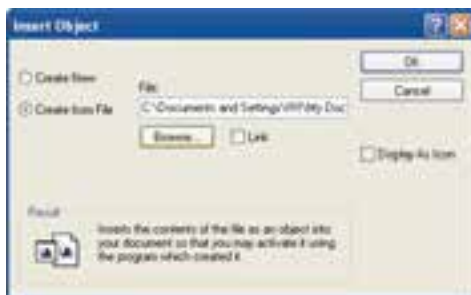 Insert Object
Create New
Create from File
File:
C:\Documents and Settings\ My Doc
Browse...
Link
OK
Cancel
Display As Icon
Result
Inserts the contents of the file as an object into
your document so that you may activate it using
the program which created it.